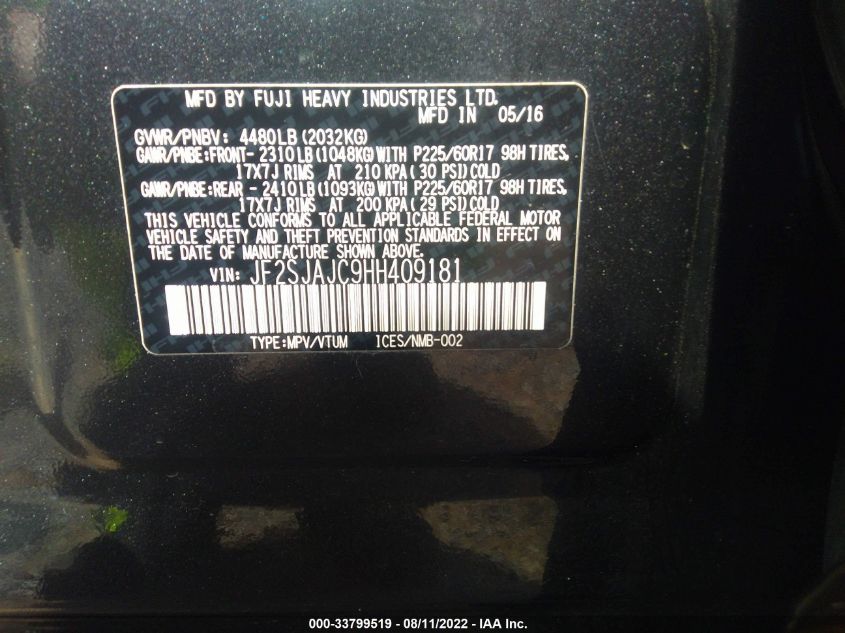 MFD BY FUJI HEAVY INDUSTRIES LTD.
MFD IN 05/16
GVWR/PNBV: 4480LB(2032KG)
GAWR/PNBE:FRONT- 2310LB(1048KG)WITH P225/60R17 98H TIRES,
17X7J RIMS AT 210 KPA(30 PSI)COLD
GAWR/PNBE:REAR - 2410LB(1093KG)WITH P225/60R17 98H TIRES,
17X7J RIMS AT 200 KPA(29 PSI)COLD
THIS VEHICLE CONFORMS TO ALL APPLICABLE FEDERAL MOTOR
VEHICLE SAFETY AND THEFT PREVENTION STANDARDS IN EFFECT ON
THE DATE OF MANUFACTURE SHOWN ABOVE.
VIN: JF2SJAJC9HH409181
TYPE:MPV/VTUM ICES/NMB-002
000-33799519 - 08/11/2022 - IAA Inc.